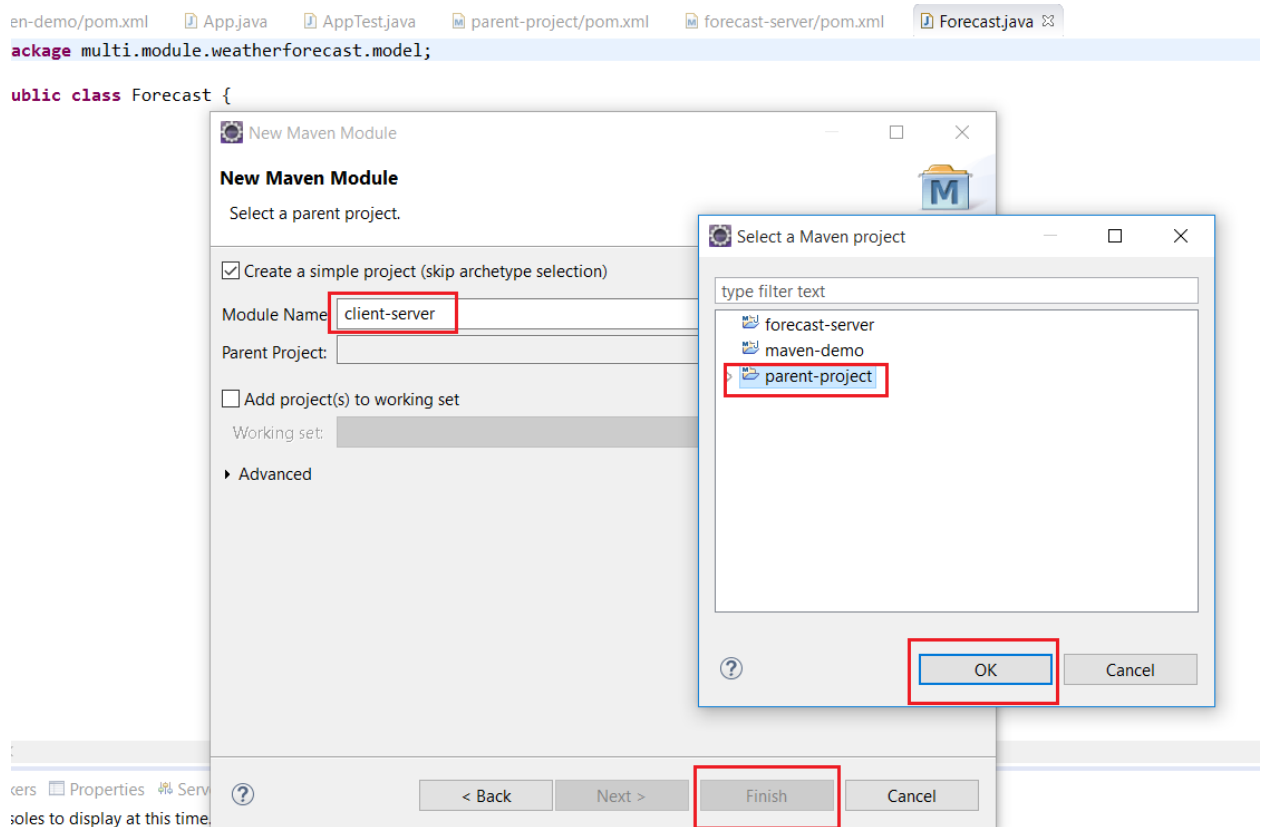 en-demo/pom.xml App.java AppTest.java parent-project/pom.xml forecast-server/pom.xml Forecast.java
ackage multi.module.weatherforecast.model;
ublic class Forecast {
New Maven Module
New Maven Module
Select a parent project.
Create a simple project (skip archetype selection)
Module Name
client-server
Parent Project:
Add project(s) to working set
Working set:
Advanced
< Back
Next >
Finish
Cancel
Select a Maven project
type filter text
forecast-server
maven-demo
parent-project
OK
Cancel
kers Properties Serv
soles to display at this time.